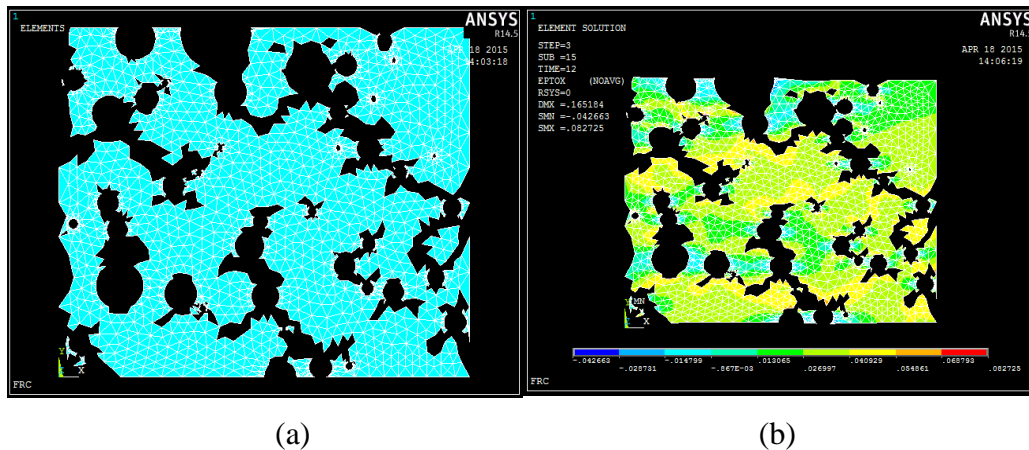 1
ELEMENTS
ANSYS
R14.5
APR 18 2015
14:03:18
Y
X
FRC
1
ELEMENT SOLUTION
STEP=3
SUB =15
TIME=12
EPTOX (NOAVG)
RSYS=0
DMX =.165184
SMN =-.042663
SMX =.082725
ANSYS
R14.5
APR 18 2015
14:06:19
MN
X
-.042663 -.014799 .013065 .040929 .068793
-.028731 -.867E-03 .026997 .054861 .082725
FRC
(a) (b)